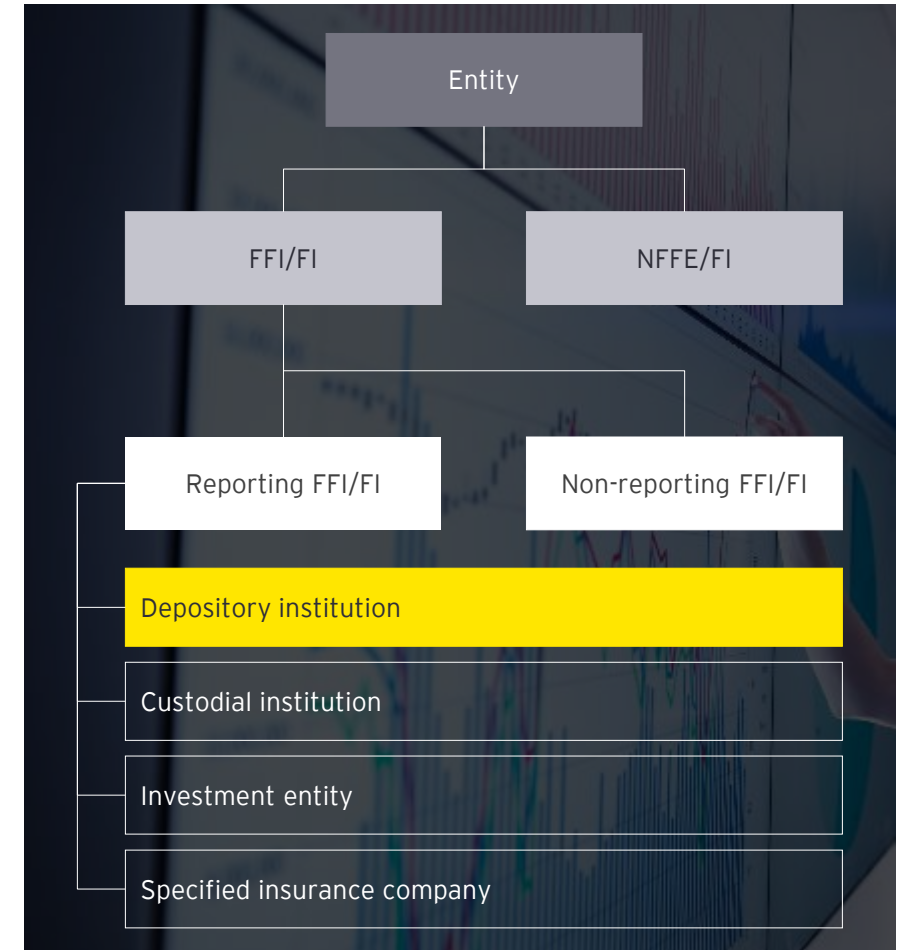 Entity
FFI/FI
NFFE/FI
Reporting FFI/FI
Non-reporting FFI/FI
Depository institution
Custodial institution
Investment entity
Specified insurance company